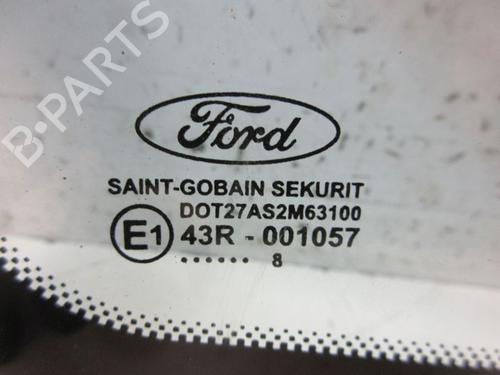 B-PARTS
Ford
SAINT-GOBAIN SEKURIT
DOT27AS2M63100
E1 43R - 001057
...... 8